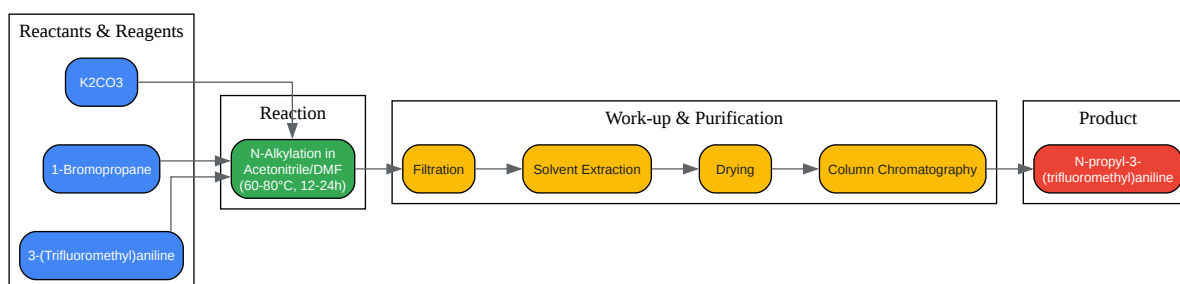 Reactants & Reagents
K2CO3
1-Bromopropane
3-(Trifluoromethyl)aniline
Reaction
N-Alkylation in
Acetonitrile/DMF
(60-80°C, 12-24h)
Work-up & Purification
Filtration
Solvent Extraction
Drying
Column Chromatography
Product
N-propyl-3-
(trifluoromethyl)aniline